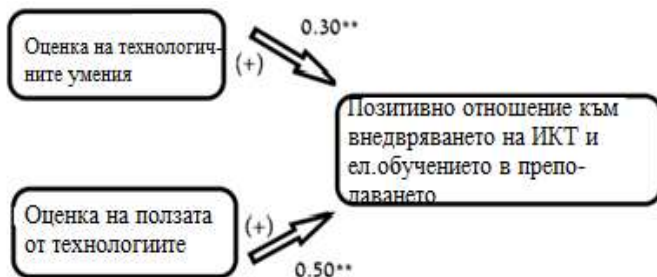 Оценка на технологич-
ните умения
(+)
0.30**
Позитивно отношение към
внедвряването на ИКТ и
ел.обучението в препо-
даването
Оценка на ползата
от технологиите
(+)
0.50**